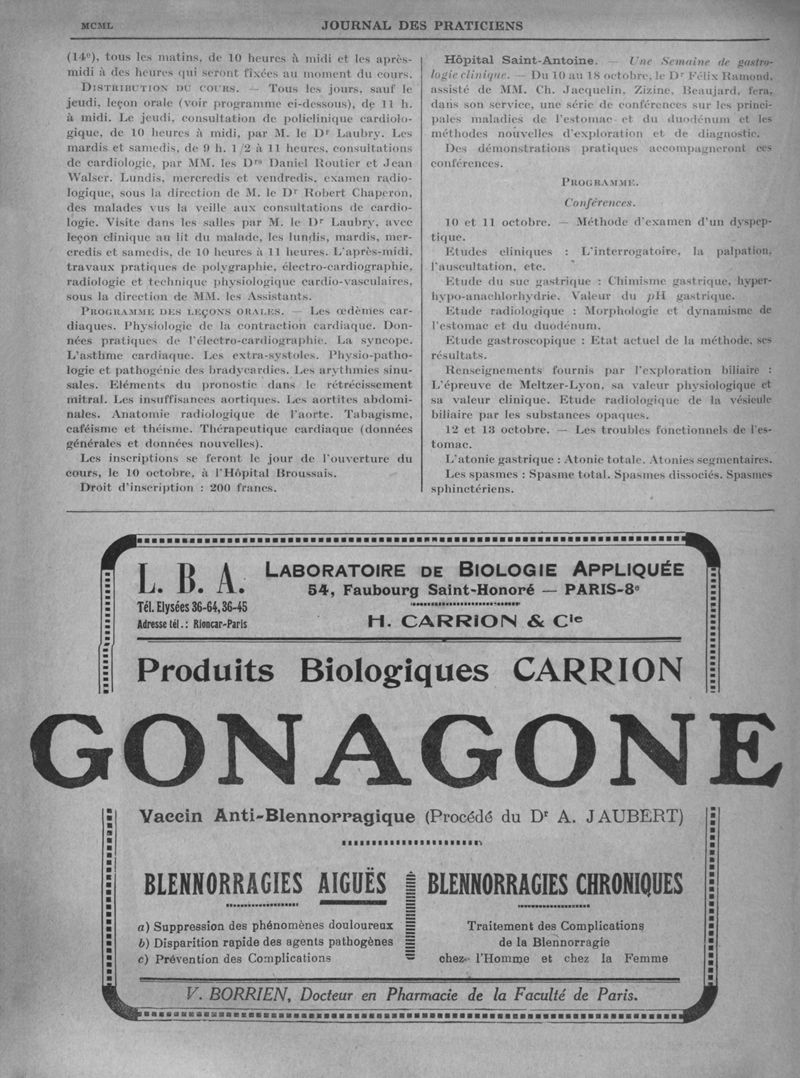 MCML
JOURNAL DES PRATICIENS
(14e), tous les matins, de 10 heures à midi et les après-
midi à des heures qui seront fixées au moment du cours.
DISTRIBUTION DU COURS. — Tous les jours, sauf le
jeudi, leçon orale (voir programme ci-dessous), de 11 h.
à midi. Le jeudi, consultation de policlinique cardiolo-
gique, de 10 heures à midi, par M. le Dr Laubry. Les
mardis et samedis, de 9 h. 1/2 à 11 heures, consultations
de cardiologie, par MM. les Drs Daniel Routier et Jean
Walser. Lundis, mercredis et vendredis, examen radio-
logique, sous la direction de M. le Dr Robert Chaperon,
des malades vus la veille aux consultations de cardio-
logie. Visite dans les salles par M. le Dr Laubry, avec
leçon clinique au lit du malade, les lundis, mardis, mer-
credis et samedis, de 10 heures à 11 heures. L'après-midi,
travaux pratiques de polygraphie, électro-cardiographie,
radiologie et technique physiologique cardio-vasculaires,
sous la direction de MM. les Assistants.
PROGRAMME DES LEÇONS ORALES. — Les œdèmes car-
diaques. Physiologie de la contraction cardiaque. Don-
nées pratiques de l'électro-cardiographie. La syncope.
L'asthme cardiaque. Les extra-systoles. Physio-patho-
logie et pathogénie des bradycardies. Les arythmies sinu-
sales. Eléments du pronostic dans le rétrécissement
mitral. Les insuffisances aortiques. Les aortites abdomi-
nales. Anatomie radiologique de l'aorte. Tabagisme,
caféisme et théisme. Thérapeutique cardiaque (données
générales et données nouvelles).
Les inscriptions se feront le jour de l'ouverture du
cours, le 10 octobre, à l'Hôpital Broussais.
Droit d'inscription : 200 francs.
Hôpital Saint-Antoine. — Une Semaine de gastro-
logie clinique. — Du 10 au 18 octobre, le Dr Félix Ramond,
assisté de MM. Ch. Jacquelin, Zizine, Beaujard, fera,
dans son service, une série de conférences sur les princi-
pales maladies de l'estomac et du duodénum et les
méthodes nouvelles d'exploration et de diagnostic.
Des démonstrations pratiques accompagneront ces
conférences.
PROGRAMME.
Conférences.
10 et 11 octobre. — Méthode d'examen d'un dyspep-
tique.
Etudes cliniques : L'interrogatoire, la palpation,
l'auscultation, etc.
Etude du suc gastrique : Chimisme gastrique, hyper-
hypo-anachlorhydrie. Valeur du pH gastrique.
Etude radiologique : Morphologie et dynamisme de
l'estomac et du duodénum.
Etude gastroscopique : Etat actuel de la méthode, ses
résultats.
Renseignements fournis par l'exploration biliaire :
L'épreuve de Meltzer-Lyon, sa valeur physiologique et
sa valeur clinique. Etude radiologique de la vésicule
biliaire par les substances opaques.
12 et 13 octobre. — Les troubles fonctionnels de l'es-
tomac.
L'atonie gastrique : Atonie totale. Atonies segmentaires.
Les spasmes : Spasme total. Spasmes dissociés. Spasmes
sphinctériens.
L. B. A.
Tél. Elysées 36-64, 36-45
Adresse tél. : Rioncar-Paris
LABORATOIRE DE BIOLOGIE APPLIQUÉE
54, Faubourg Saint-Honoré — PARIS-8e
H. CARRION & Cie
Produits Biologiques CARRION
GONAGONE
Vaccin Anti-Blennorragique (Procédé du Dr A. JAUBERT)
BLENNORRAGIES AIGUËS
a) Suppression des phénomènes douloureux
b) Disparition rapide des agents pathogènes
c) Prévention des Complications
BLENNORRAGIES CHRONIQUES
Traitement des Complications
de la Blennorragie
chez l'Homme et chez la Femme
V. BORRIEN, Docteur en Pharmacie de la Faculté de Paris.